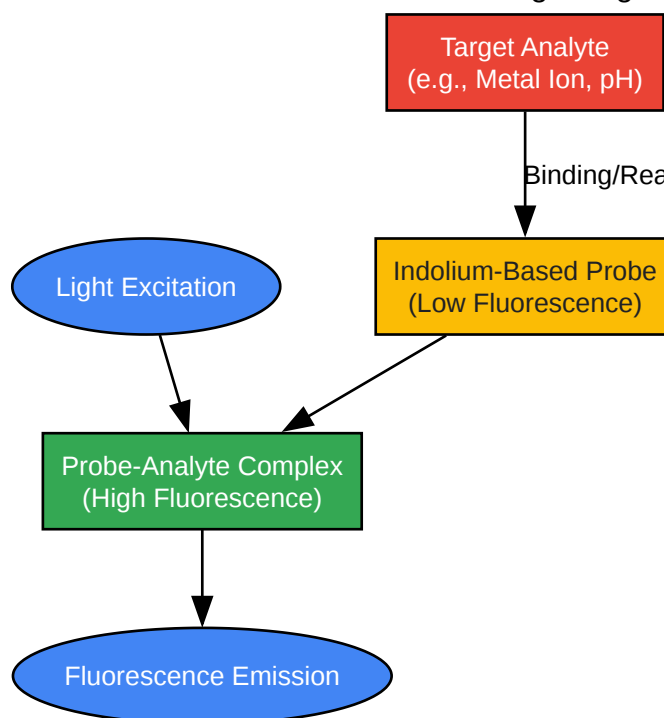 Target Analyte
(e.g., Metal Ion, pH)
Indolium-Based Probe
(Low Fluorescence)
Light Excitation
Probe-Analyte Complex
(High Fluorescence)
Fluorescence Emission